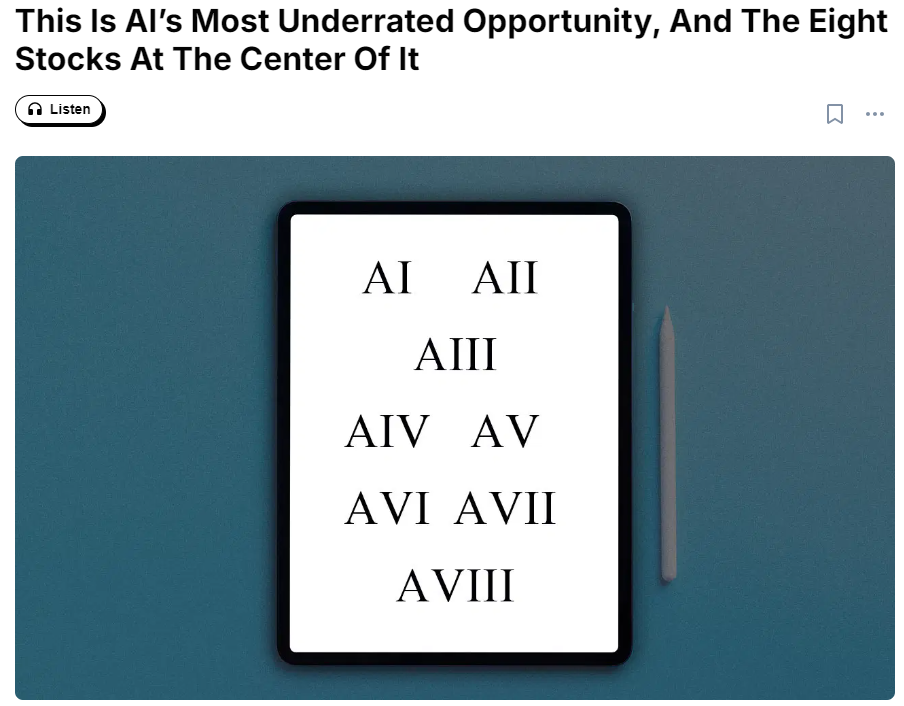 This Is AI’s Most Underrated Opportunity, And The Eight
Stocks At The Center Of It
Listen
AI AII
AIII
AIV AV
AVI AVII
AVIII